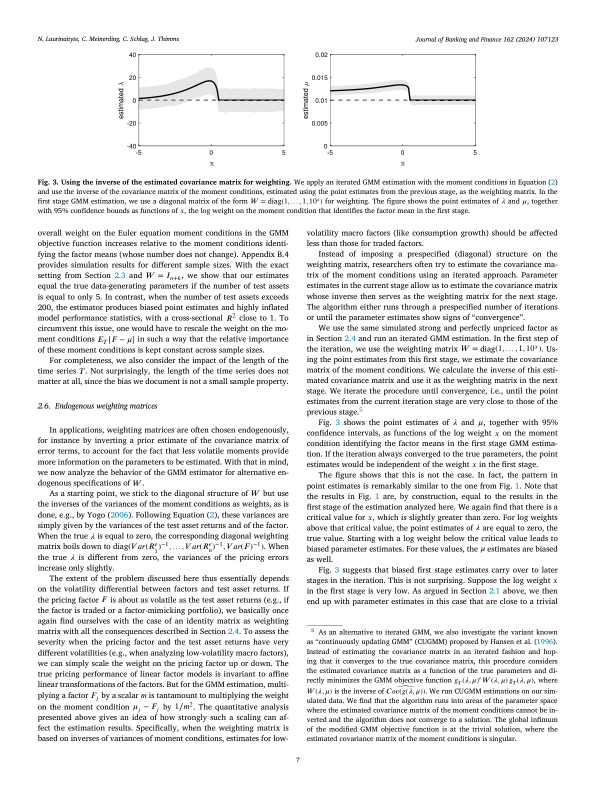 N. Laurinaityte, C. Meinerding, C. Schlag, J. Thimme
Journal of Banking and Finance 162 (2024) 107123
40
20
0
-20
-40
estimated λ
-5
0
5
x
0.02
0.015
0.01
0.005
0
estimated μ
-5
0
5
x
Fig. 3. Using the inverse of the estimated covariance matrix for weighting. We apply an iterated GMM estimation with the moment conditions in Equation (2)
and use the inverse of the covariance matrix of the moment conditions, estimated using the point estimates from the previous stage, as the weighting matrix. In the
first stage GMM estimation, we use a diagonal matrix of the form W = diag(1, … , 1, 10ˣ) for weighting. The figure shows the point estimates of λ and μ, together
with 95% confidence bounds as functions of x, the log weight on the moment condition that identifies the factor mean in the first stage.
overall weight on the Euler equation moment conditions in the GMM
objective function increases relative to the moment conditions identi-
fying the factor means (whose number does not change). Appendix B.4
provides simulation results for different sample sizes. With the exact
setting from Section 2.3 and W = Iₙ₊ₖ, we show that our estimates
equal the true data-generating parameters if the number of test assets
is equal to only 5. In contrast, when the number of test assets exceeds
200, the estimator produces biased point estimates and highly inflated
model performance statistics, with a cross-sectional R² close to 1. To
circumvent this issue, one would have to rescale the weight on the mo-
ment conditions E_T[F − μ] in such a way that the relative importance
of these moment conditions is kept constant across sample sizes.
For completeness, we also consider the impact of the length of the
time series T. Not surprisingly, the length of the time series does not
matter at all, since the bias we document is not a small sample property.
2.6. Endogenous weighting matrices
In applications, weighting matrices are often chosen endogenously,
for instance by inverting a prior estimate of the covariance matrix of
error terms, to account for the fact that less volatile moments provide
more information on the parameters to be estimated. With that in mind,
we now analyze the behavior of the GMM estimator for alternative en-
dogenous specifications of W.
As a starting point, we stick to the diagonal structure of W but use
the inverses of the variances of the moment conditions as weights, as is
done, e.g., by Yogo (2006). Following Equation (2), these variances are
simply given by the variances of the test asset returns and of the factor.
When the true λ is equal to zero, the corresponding diagonal weighting
matrix boils down to diag(Var(R₁ᵉ)⁻¹, … , Var(Rₙᵉ)⁻¹, Var(F)⁻¹). When
the true λ is different from zero, the variances of the pricing errors
increase only slightly.
The extent of the problem discussed here thus essentially depends
on the volatility differential between factors and test asset returns. If
the pricing factor F is about as volatile as the test asset returns (e.g., if
the factor is traded or a factor-mimicking portfolio), we basically once
again find ourselves with the case of an identity matrix as weighting
matrix with all the consequences described in Section 2.4. To assess the
severity when the pricing factor and the test asset returns have very
different volatilities (e.g., when analyzing low-volatility macro factors),
we can simply scale the weight on the pricing factor up or down. The
true pricing performance of linear factor models is invariant to affine
linear transformations of the factors. But for the GMM estimation, multi-
plying a factor Fⱼ by a scalar m is tantamount to multiplying the weight
on the moment condition μⱼ − Fⱼ by 1/m². The quantitative analysis
presented above gives an idea of how strongly such a scaling can af-
fect the estimation results. Specifically, when the weighting matrix is
based on inverses of variances of moment conditions, estimates for low-
volatility macro factors (like consumption growth) should be affected
less than those for traded factors.
Instead of imposing a prespecified (diagonal) structure on the
weighting matrix, researchers often try to estimate the covariance ma-
trix of the moment conditions using an iterated approach. Parameter
estimates in the current stage allow us to estimate the covariance matrix
whose inverse then serves as the weighting matrix for the next stage.
The algorithm either runs through a prespecified number of iterations
or until the parameter estimates show signs of “convergence”.
We use the same simulated strong and perfectly unpriced factor as
in Section 2.4 and run an iterated GMM estimation. In the first step of
the iteration, we use the weighting matrix W = diag(1, … , 1, 10ˣ). Us-
ing the point estimates from this first stage, we estimate the covariance
matrix of the moment conditions. We calculate the inverse of this esti-
mated covariance matrix and use it as the weighting matrix in the next
stage. We iterate the procedure until convergence, i.e., until the point
estimates from the current iteration stage are very close to those of the
previous stage.⁵
Fig. 3 shows the point estimates of λ and μ, together with 95%
confidence intervals, as functions of the log weight x on the moment
condition identifying the factor means in the first stage GMM estima-
tion. If the iteration always converged to the true parameters, the point
estimates would be independent of the weight x in the first stage.
The figure shows that this is not the case. In fact, the pattern in
point estimates is remarkably similar to the one from Fig. 1. Note that
the results in Fig. 1 are, by construction, equal to the results in the
first stage of the estimation analyzed here. We again find that there is a
critical value for x, which is slightly greater than zero. For log weights
above that critical value, the point estimates of λ are equal to zero, the
true value. Starting with a log weight below the critical value leads to
biased parameter estimates. For these values, the μ estimates are biased
as well.
Fig. 3 suggests that biased first stage estimates carry over to later
stages in the iteration. This is not surprising. Suppose the log weight x
in the first stage is very low. As argued in Section 2.1 above, we then
end up with parameter estimates in this case that are close to a trivial
⁵ As an alternative to iterated GMM, we also investigate the variant known
as “continuously updating GMM” (CUGMM) proposed by Hansen et al. (1996).
Instead of estimating the covariance matrix in an iterated fashion and hop-
ing that it converges to the true covariance matrix, this procedure considers
the estimated covariance matrix as a function of the true parameters and di-
rectly minimizes the GMM objective function g_T(λ, μ)′ W(λ, μ) g_T(λ, μ), where
W(λ, μ) is the inverse of Cov(g(λ, μ)). We run CUGMM estimations on our sim-
ulated data. We find that the algorithm runs into areas of the parameter space
where the estimated covariance matrix of the moment conditions cannot be in-
verted and the algorithm does not converge to a solution. The global infimum
of the modified GMM objective function is at the trivial solution, where the
estimated covariance matrix of the moment conditions is singular.
7